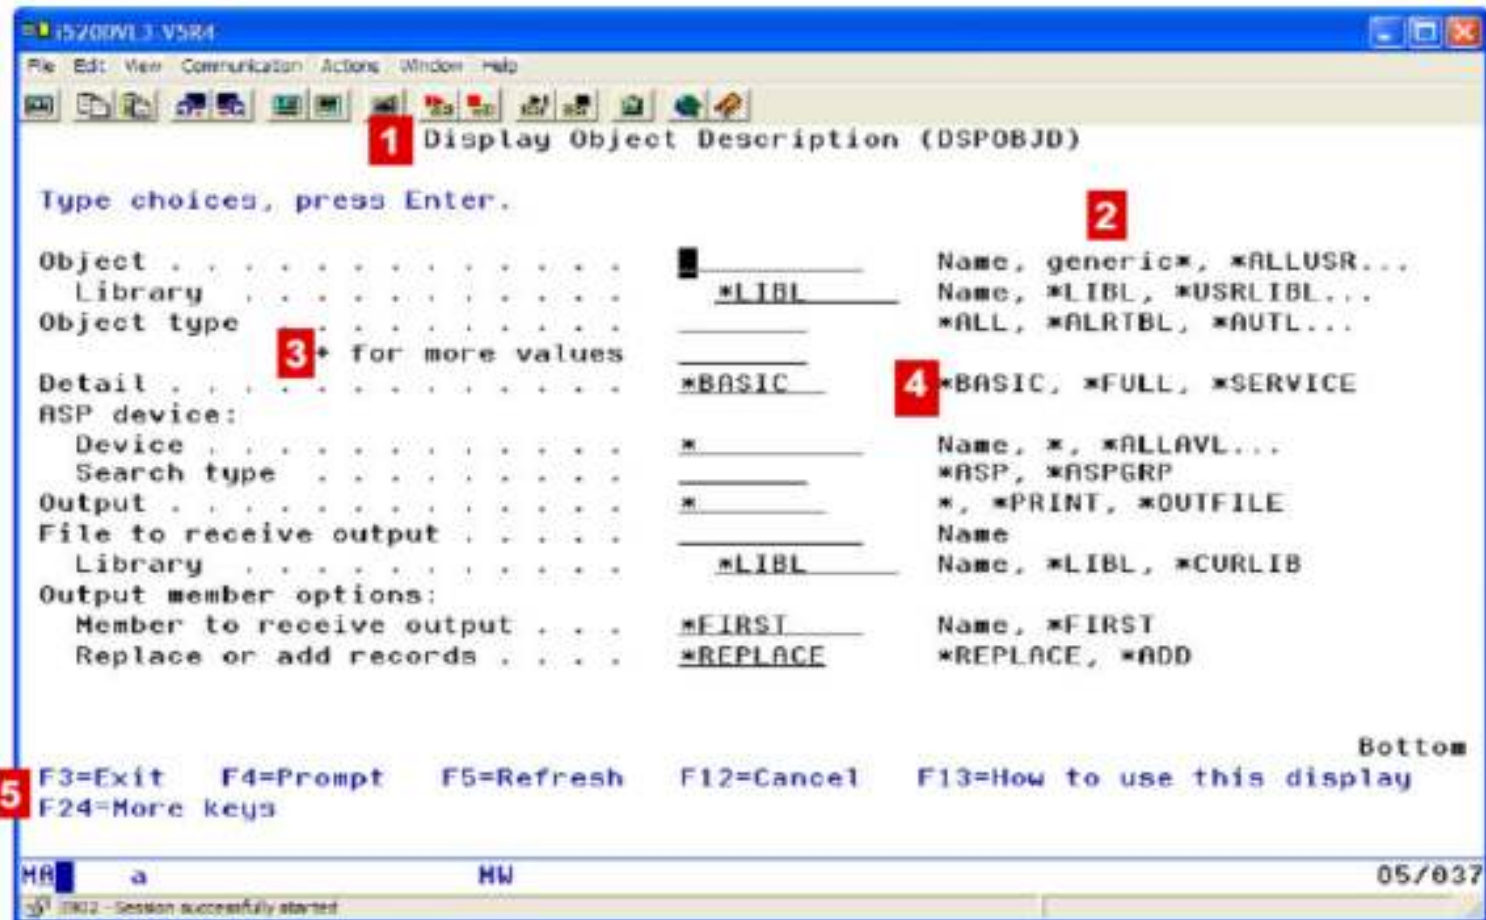 i5200VL3 V5R4
File Edit View Communication Actions Window Help
1 Display Object Description (DSPOBJD)
Type choices, press Enter.
2
Object . . . . . . . . . . . . . _ Name, generic*, *ALLUSR...
Library . . . . . . . . . . . *LIBL Name, *LIBL, *USRLIBL...
Object type . . . . . . . . . . *ALL, *ALRTBL, *AUTL...
3 + for more values
Detail . . . . . . . . . . . . . *BASIC 4 *BASIC, *FULL, *SERVICE
ASP device:
Device . . . . . . . . . . . . * Name, *, *ALLAVL...
Search type . . . . . . . . . *ASP, *ASPGRP
Output . . . . . . . . . . . . . * *, *PRINT, *OUTFILE
File to receive output . . . . . Name
Library . . . . . . . . . . . *LIBL Name, *LIBL, *CURLIB
Output member options:
Member to receive output . . . *FIRST Name, *FIRST
Replace or add records . . . . *REPLACE *REPLACE, *ADD
Bottom
5 F3=Exit F4=Prompt F5=Refresh F12=Cancel F13=How to use this display
F24=More keys
MA a MW 05/037
I902 - Session successfully started